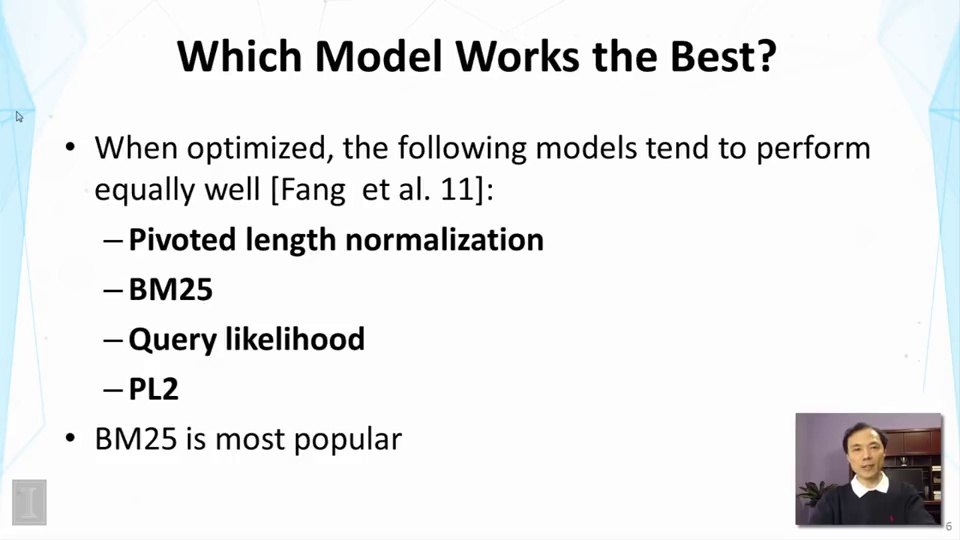 Which Model Works the Best?
• When optimized, the following models tend to perform
equally well [Fang et al. 11]:
– Pivoted length normalization
– BM25
– Query likelihood
– PL2
• BM25 is most popular
I
6